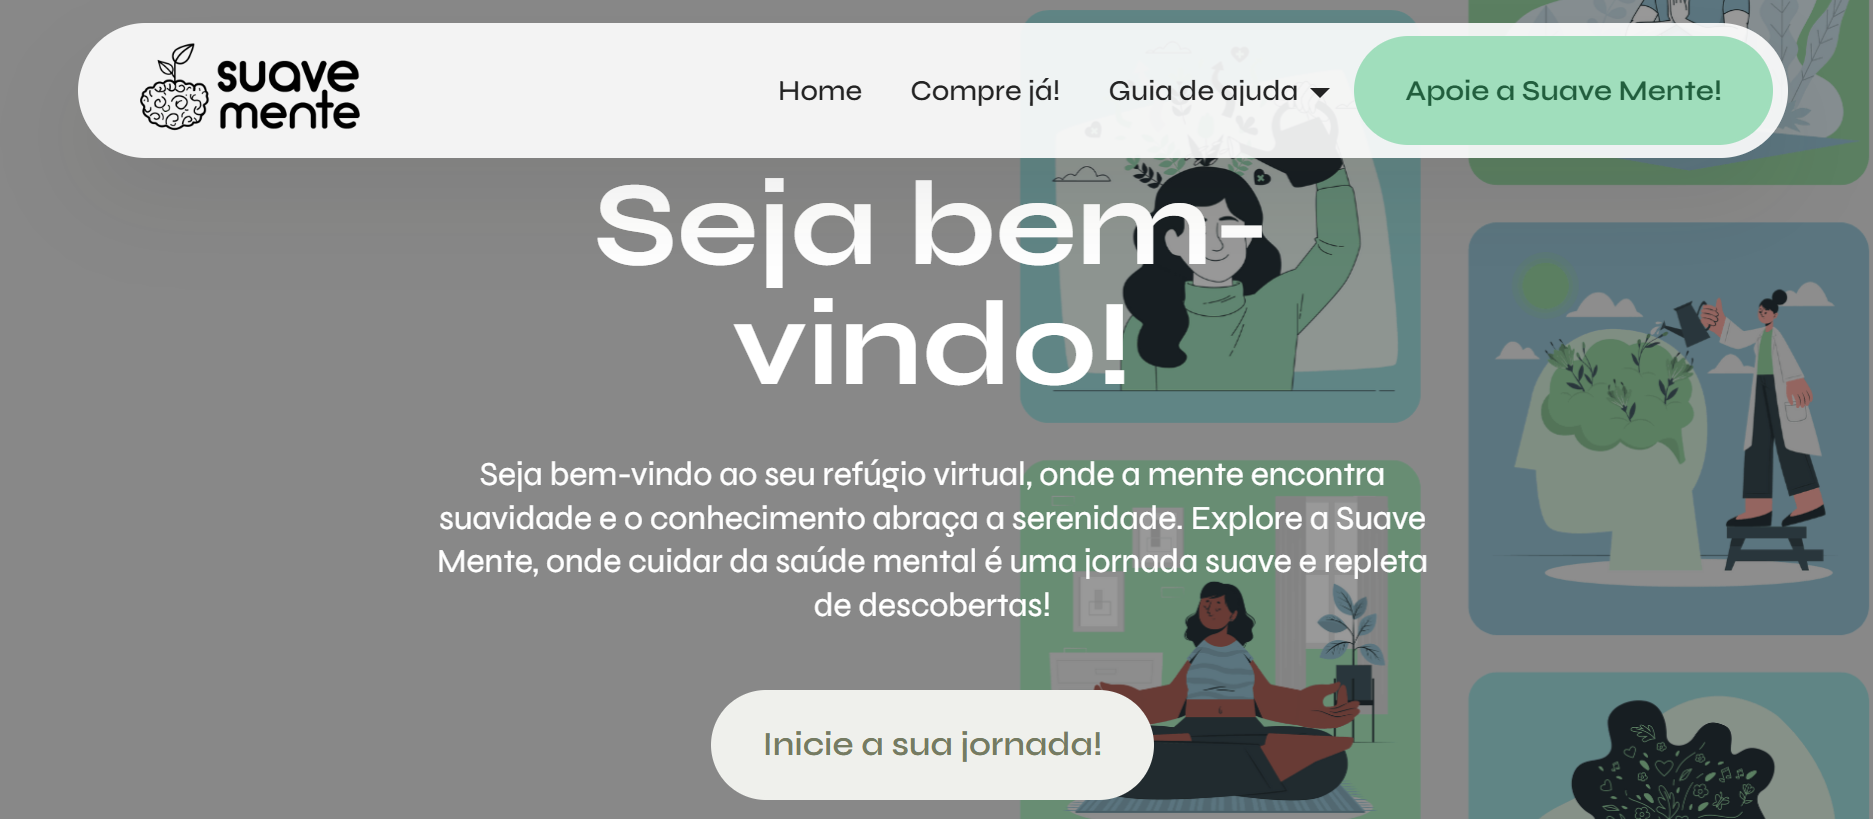 suave
mente
Home
Compre já!
Guia de ajuda
Apoie a Suave Mente!
Seja bem-
vindo!
Seja bem-vindo ao seu refúgio virtual, onde a mente encontra
suavidade e o conhecimento abraça a serenidade. Explore a Suave
Mente, onde cuidar da saúde mental é uma jornada suave e repleta
de descobertas!
Inicie a sua jornada!